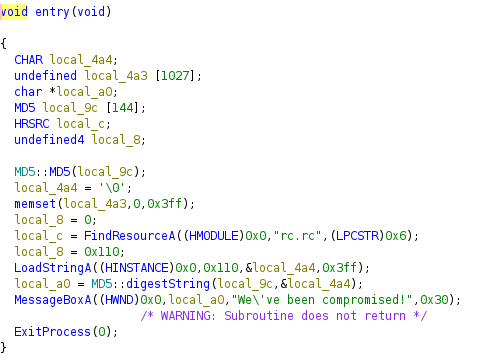 void entry(void)
{
CHAR local_4a4;
undefined local_4a3 [1027];
char *local_a0;
MD5 local_9c [144];
HRSRC local_c;
undefined4 local_8;
MD5::MD5(local_9c);
local_4a4 = '\0';
memset(local_4a3,0,0x3ff);
local_8 = 0;
local_c = FindResourceA((HMODULE)0x0,"rc.rc",(LPCSTR)0x6);
local_8 = 0x110;
LoadStringA((HINSTANCE)0x0,0x110,&local_4a4,0x3ff);
local_a0 = MD5::digestString(local_9c,&local_4a4);
MessageBoxA((HWND)0x0,local_a0,"We\'ve been compromised!",0x30);
/* WARNING: Subroutine does not return */
ExitProcess(0);
}